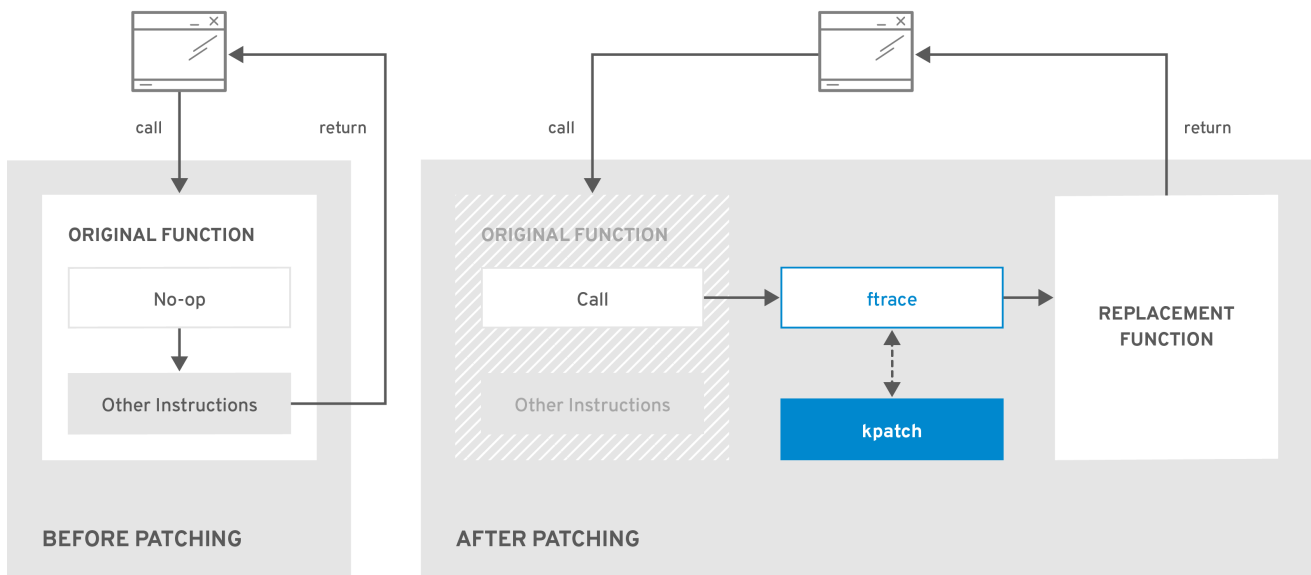 call
return
ORIGINAL FUNCTION
No-op
Other Instructions
BEFORE PATCHING
call
return
ORIGINAL FUNCTION
Call
Other Instructions
ftrace
kpatch
REPLACEMENT
FUNCTION
AFTER PATCHING